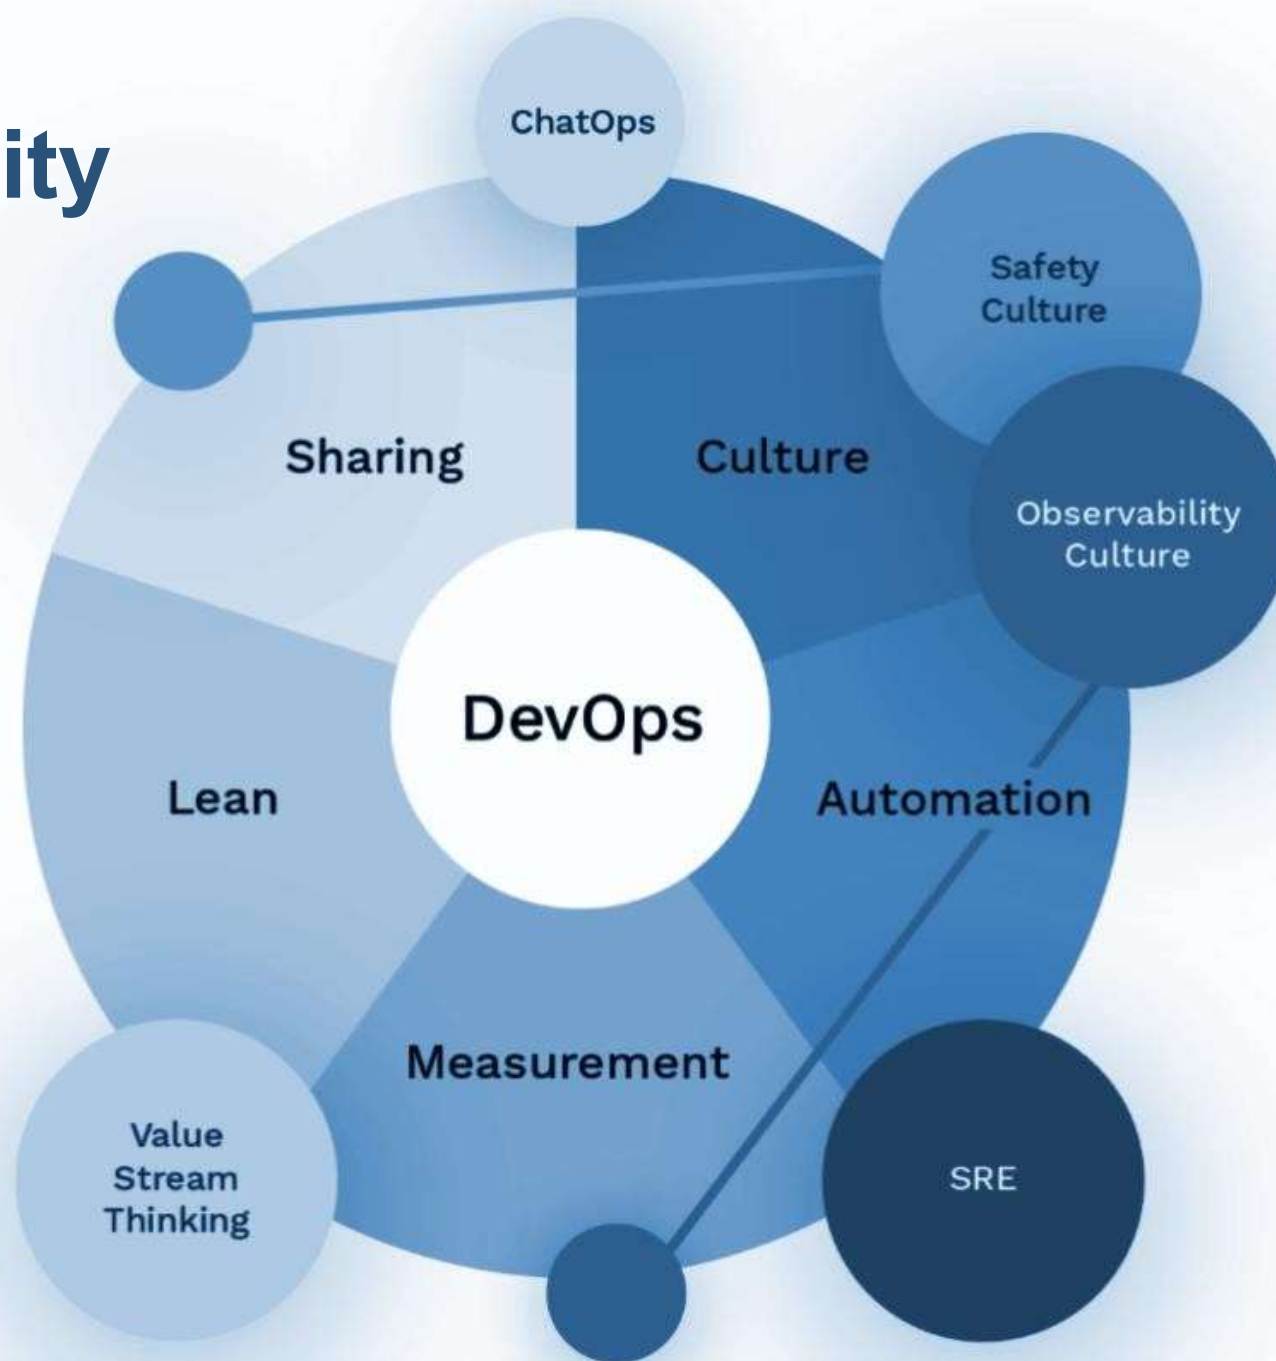 ity
ChatOps
Safety
Culture
Sharing
Culture
Observability
Culture
DevOps
Lean
Automation
Measurement
Value
Stream
Thinking
SRE